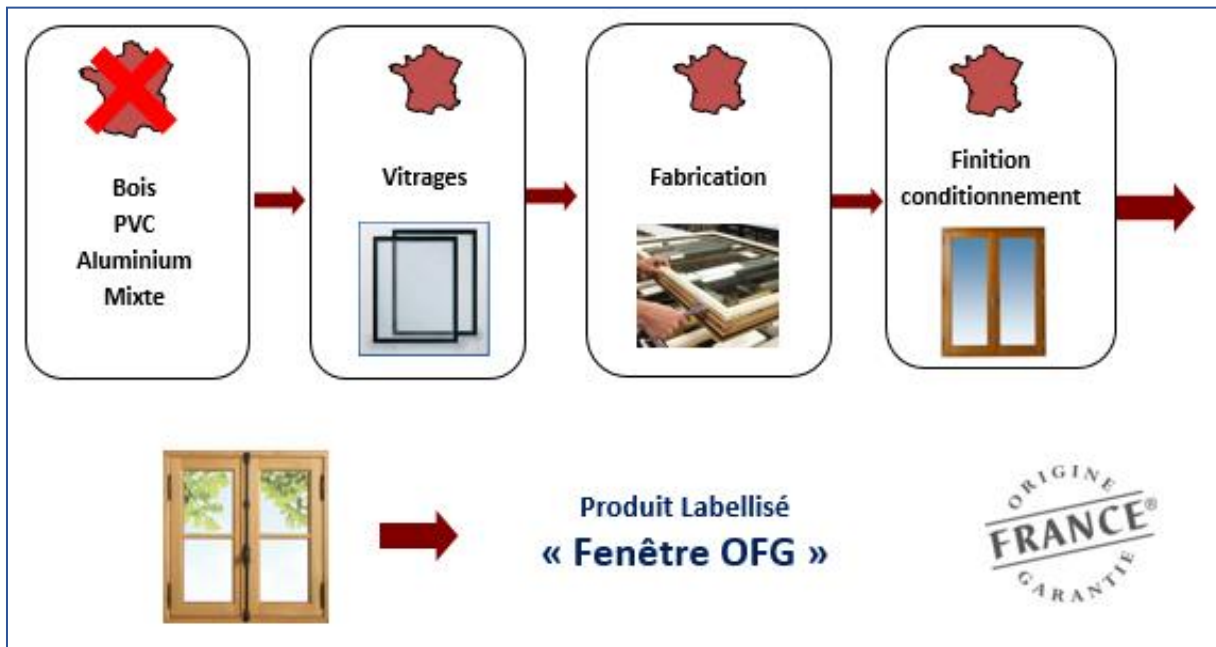 Bois
PVC
Aluminium
Mixte
Vitrages
Fabrication
Finition
conditionnement
Produit Labellisé
« Fenêtre OFG »
ORIGINE
FRANCE®
GARANTIE